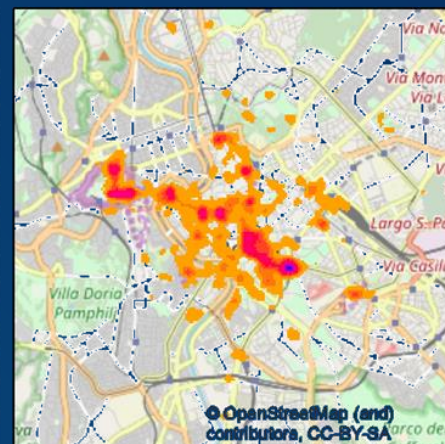 Via No
Via Mon
Via L
V
Largo S. P
Via Casili
Villa Doria
Pamphili
© OpenStreetMap (and)
contributors, CC-BY-SA
arco de
va